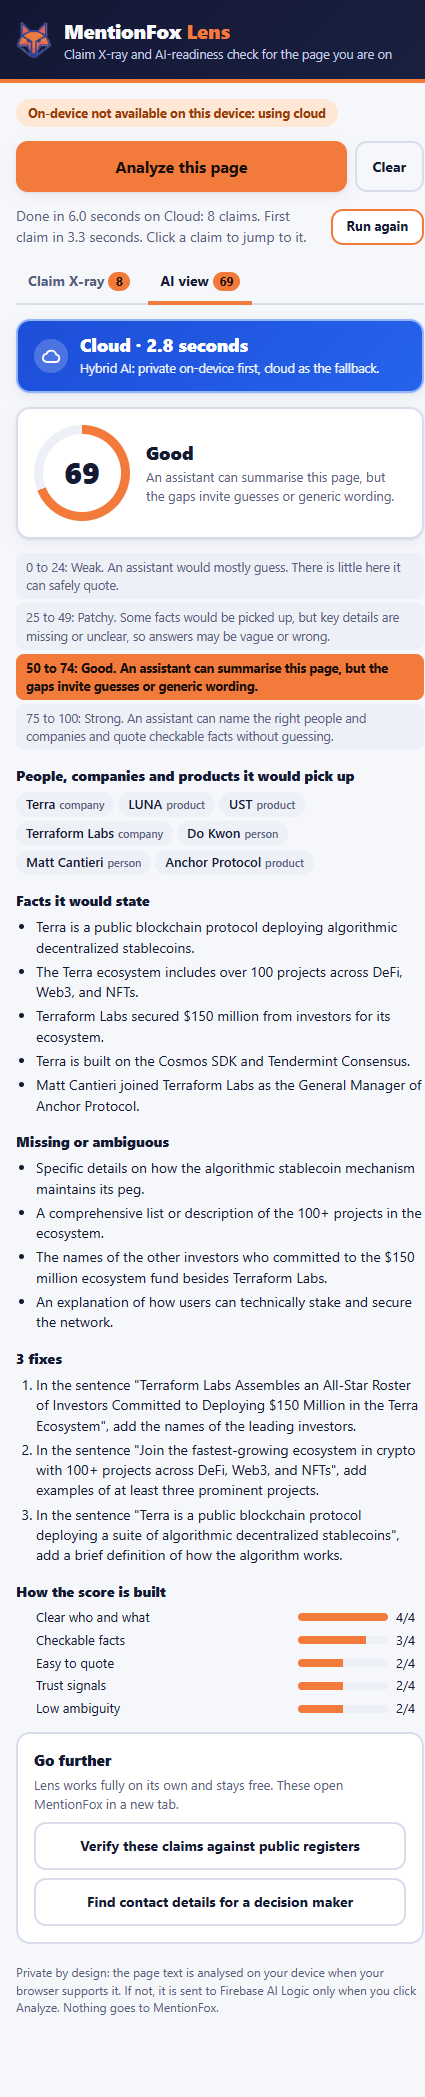 MentionFox Lens
Claim X-ray and AI-readiness check for the page you are on
On-device not available on this device: using cloud
Analyze this page
Clear
Done in 6.0 seconds on Cloud: 8 claims. First
claim in 3.3 seconds. Click a claim to jump to it.
Run again
Claim X-ray 8
AI view 69
Cloud · 2.8 seconds
Hybrid AI: private on-device first, cloud as the fallback.
69
Good
An assistant can summarise this page, but
the gaps invite guesses or generic wording.
0 to 24: Weak. An assistant would mostly guess. There is little here it
can safely quote.
25 to 49: Patchy. Some facts would be picked up, but key details are
missing or unclear, so answers may be vague or wrong.
50 to 74: Good. An assistant can summarise this page, but the
gaps invite guesses or generic wording.
75 to 100: Strong. An assistant can name the right people and
companies and quote checkable facts without guessing.
People, companies and products it would pick up
Terra company LUNA product UST product
Terraform Labs company Do Kwon person
Matt Cantieri person Anchor Protocol product
Facts it would state
• Terra is a public blockchain protocol deploying algorithmic
decentralized stablecoins.
• The Terra ecosystem includes over 100 projects across DeFi,
Web3, and NFTs.
• Terraform Labs secured $150 million from investors for its
ecosystem.
• Terra is built on the Cosmos SDK and Tendermint Consensus.
• Matt Cantieri joined Terraform Labs as the General Manager of
Anchor Protocol.
Missing or ambiguous
• Specific details on how the algorithmic stablecoin mechanism
maintains its peg.
• A comprehensive list or description of the 100+ projects in the
ecosystem.
• The names of the other investors who committed to the $150
million ecosystem fund besides Terraform Labs.
• An explanation of how users can technically stake and secure
the network.
3 fixes
1. In the sentence "Terraform Labs Assembles an All-Star Roster
of Investors Committed to Deploying $150 Million in the Terra
Ecosystem", add the names of the leading investors.
2. In the sentence "Join the fastest-growing ecosystem in crypto
with 100+ projects across DeFi, Web3, and NFTs", add
examples of at least three prominent projects.
3. In the sentence "Terra is a public blockchain protocol
deploying a suite of algorithmic decentralized stablecoins",
add a brief definition of how the algorithm works.
How the score is built
Clear who and what 4/4
Checkable facts 3/4
Easy to quote 2/4
Trust signals 2/4
Low ambiguity 2/4
Go further
Lens works fully on its own and stays free. These open
MentionFox in a new tab.
Verify these claims against public registers
Find contact details for a decision maker
Private by design: the page text is analysed on your device when your
browser supports it. If not, it is sent to Firebase AI Logic only when you click
Analyze. Nothing goes to MentionFox.